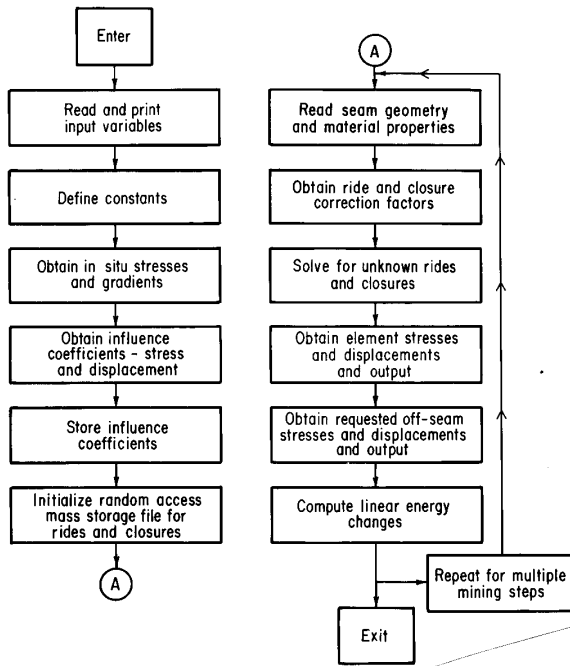 Enter
Read and print
input variables
Define constants
Obtain in situ stresses
and gradients
Obtain influence
coefficients - stress
and displacement
Store influence
coefficients
Initialize random access
mass storage file for
rides and closures
A
A
Read seam geometry
and material properties
Obtain ride and closure
correction factors
Solve for unknown rides
and closures
Obtain element stresses
and displacements
and output
Obtain requested off-seam
stresses and displacements
and output
Compute linear energy
changes
Repeat for multiple
mining steps
Exit